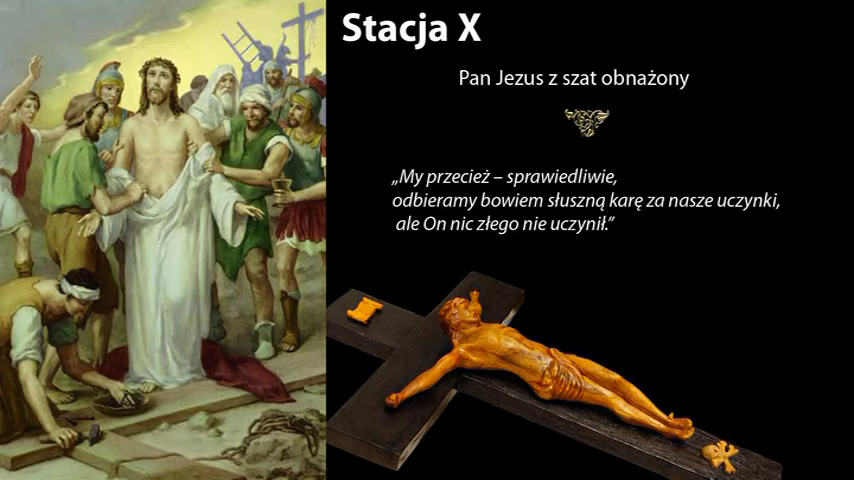 Stacja X
Pan Jezus z szat obnażony
„My przecież – sprawiedliwie,
odbieramy bowiem słuszną karę za nasze uczynki,
ale On nic złego nie uczynił.”